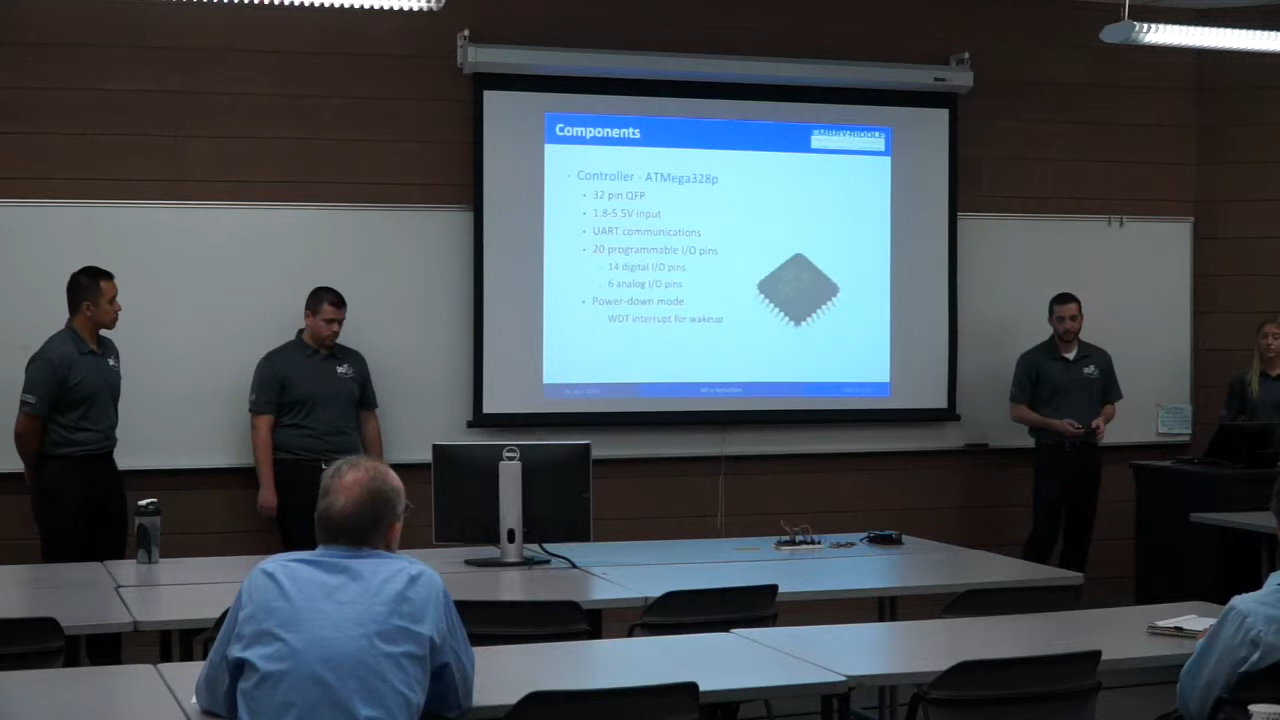 Components
EMBRY-RIDDLE
Controller - ATMega328p
32 pin QFP
1.8-5.5V input
UART communications
20 programmable I/O pins
14 digital I/O pins
6 analog I/O pins
Power-down mode
WDT interrupt for wakeup
DELL